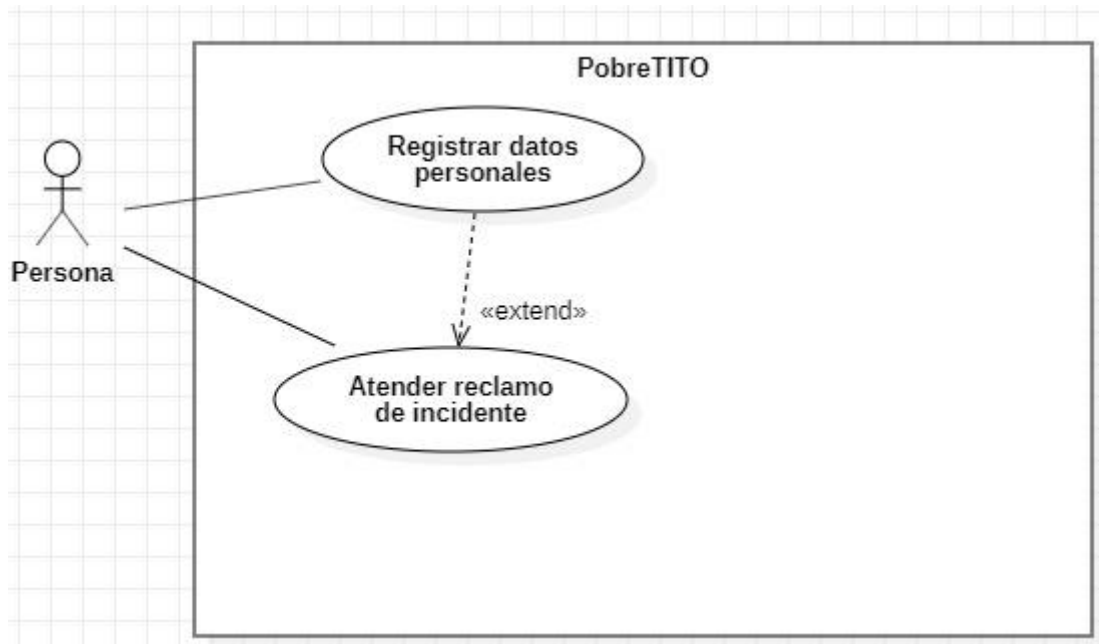 PobreTITO
Registrar datos
personales
Persona
«extend»
Atender reclamo
de incidente